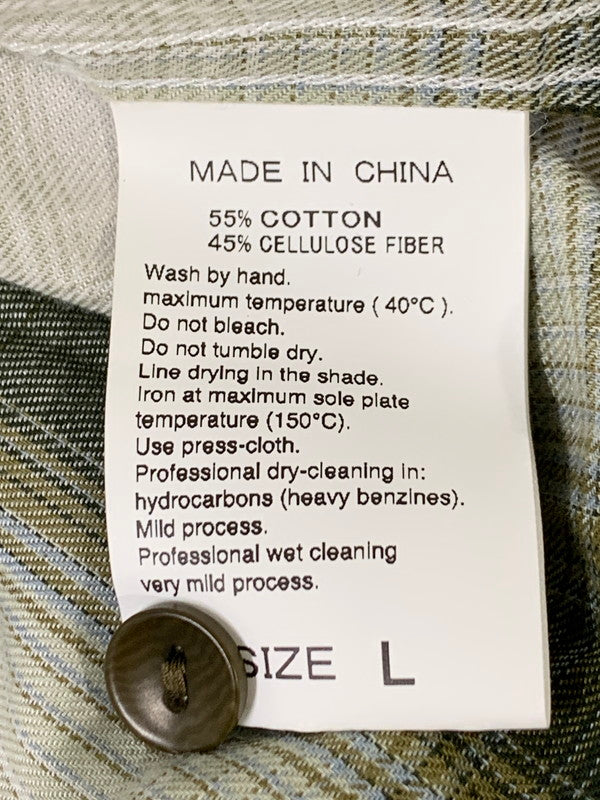 MADE IN CHINA
55% COTTON
45% CELLULOSE FIBER
Wash by hand.
maximum temperature ( 40°C ).
Do not bleach.
Do not tumble dry.
Line drying in the shade.
Iron at maximum sole plate
temperature (150°C).
Use press-cloth.
Professional dry-cleaning in:
hydrocarbons (heavy benzines).
Mild process.
Professional wet cleaning
very mild process.
SIZE L